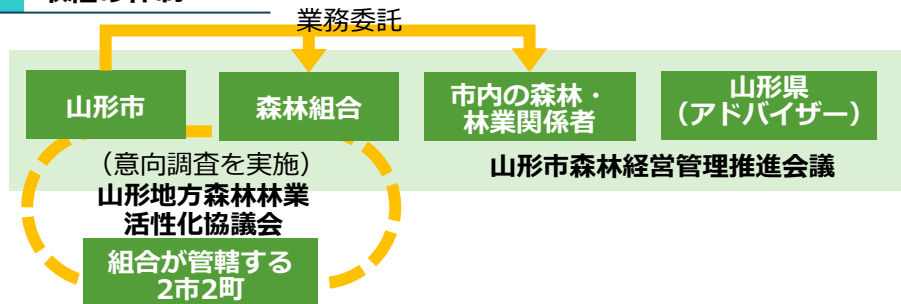 業務委託
山形市
森林組合
市内の森林・
林業関係者
山形県
（アドバイザー）
（意向調査を実施）
山形地方森林林業
活性化協議会
山形市森林経営管理推進会議
組合が管轄する
2市2町